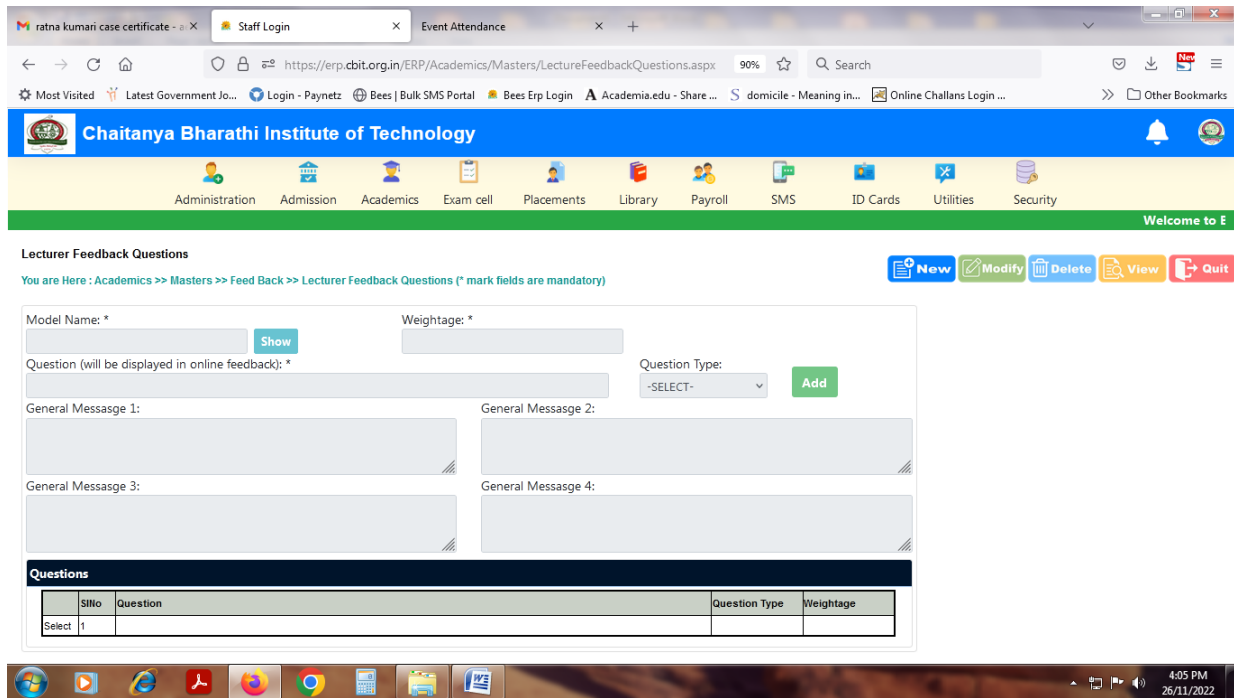 ratna kumari case certificate - a
Staff Login
Event Attendance
https://erp.cbit.org.in/ERP/Academics/Masters/LectureFeedbackQuestions.aspx 90% Search New
Most Visited Latest Government Jo... Login - Paynetz Bees | Bulk SMS Portal Bees Erp Login A Academia.edu - Share ... S domicile - Meaning in... Online Challans Login ... Other Bookmarks
Chaitanya Bharathi Institute of Technology
Administration Admission Academics Exam cell Placements Library Payroll SMS ID Cards Utilities Security
Welcome to E
Lecturer Feedback Questions
You are Here : Academics >> Masters >> Feed Back >> Lecturer Feedback Questions (* mark fields are mandatory)
New Modify Delete View Quit
Model Name: * Weightage: *
Show
Question (will be displayed in online feedback): * Question Type:
-SELECT- Add
General Messasge 1: General Messasge 2:
General Messasge 3: General Messasge 4:
Questions
SlNo Question Question Type Weightage
Select 1
4:05 PM
26/11/2022